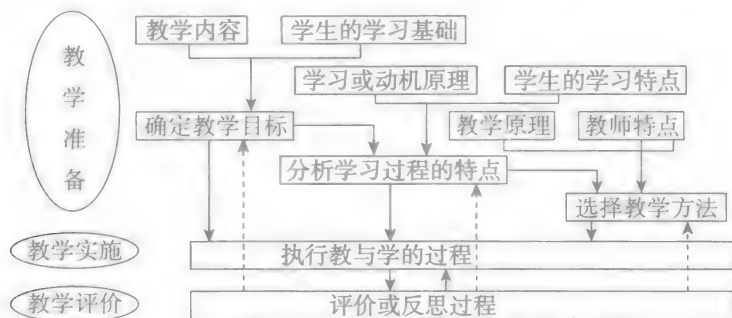 教学准备
教学内容 学生的学习基础
学习或动机原理 学生的学习特点
确定教学目标 教学原理 教师特点
分析学习过程的特点
选择教学方法
教学实施 执行教与学的过程
教学评价 评价或反思过程